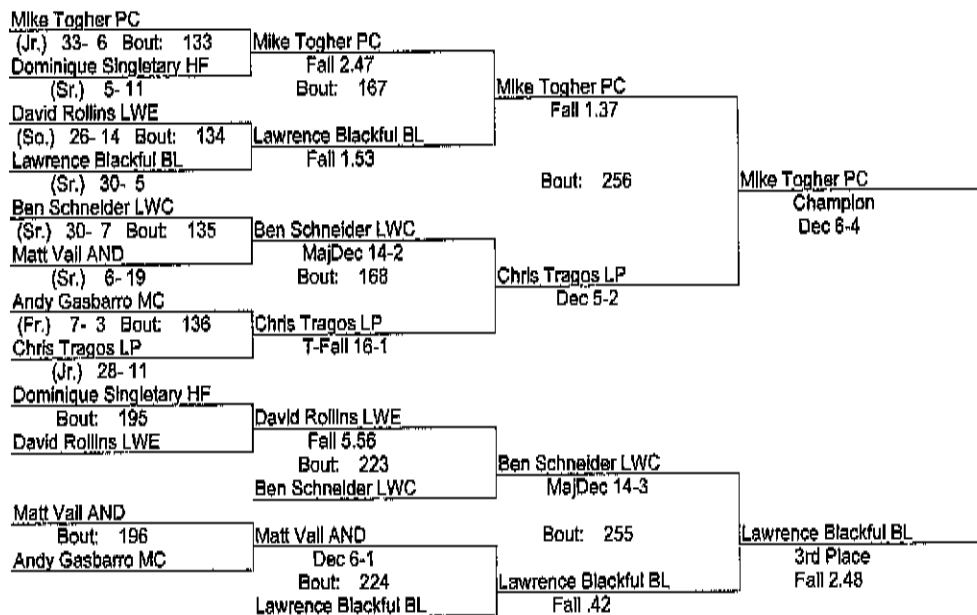 Mike Togher PC
(Jr.) 33- 6 Bout: 133
Dominique Singletary HF
(Sr.) 5- 11
David Rollins LWE
(So.) 26- 14 Bout: 134
Lawrence Blackful BL
(Sr.) 30- 5
Ben Schneider LWC
(Sr.) 30- 7 Bout: 135
Matt Vail AND
(Sr.) 6- 19
Andy Gasbarro MC
(Fr.) 7- 3 Bout: 136
Chris Tragos LP
(Jr.) 28- 11
Mike Togher PC
Fall 2.47
Bout: 167
Lawrence Blackful BL
Fall 1.53
Ben Schneider LWC
MajDec 14-2
Bout: 168
Chris Tragos LP
T-Fall 16-1
Mike Togher PC
Fall 1.37
Bout: 256
Chris Tragos LP
Dec 5-2
Mike Togher PC
Champion
Dec 6-4
Dominique Singletary HF
Bout: 195
David Rollins LWE
Matt Vail AND
Bout: 196
Andy Gasbarro MC
David Rollins LWE
Fall 5.56
Bout: 223
Ben Schneider LWC
Matt Vail AND
Dec 6-1
Bout: 224
Lawrence Blackful BL
Ben Schneider LWC
MajDec 14-3
Bout: 255
Lawrence Blackful BL
Fall .42
Lawrence Blackful BL
3rd Place
Fall 2.48